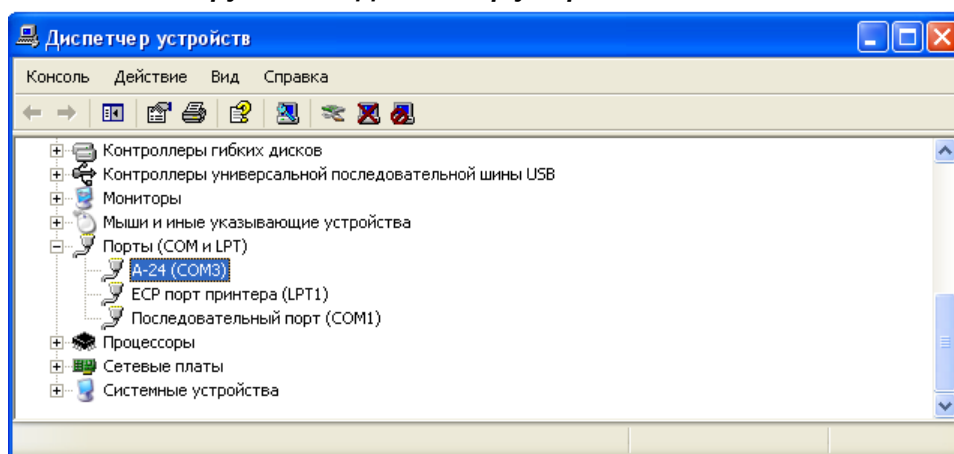 Диспетчер устройств
Консоль Действие Вид Справка
Контроллеры гибких дисков
Контроллеры универсальной последовательной шины USB
Мониторы
Мыши и иные указывающие устройства
Порты (COM и LPT)
A-24 (COM3)
ECP порт принтера (LPT1)
Последовательный порт (COM1)
Процессоры
Сетевые платы
Системные устройства